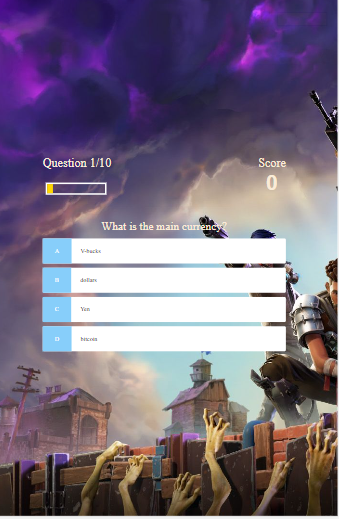 Question 1/10
Score
0
What is the main currency?
A V-bucks
B dollars
C Yen
D bitcoin